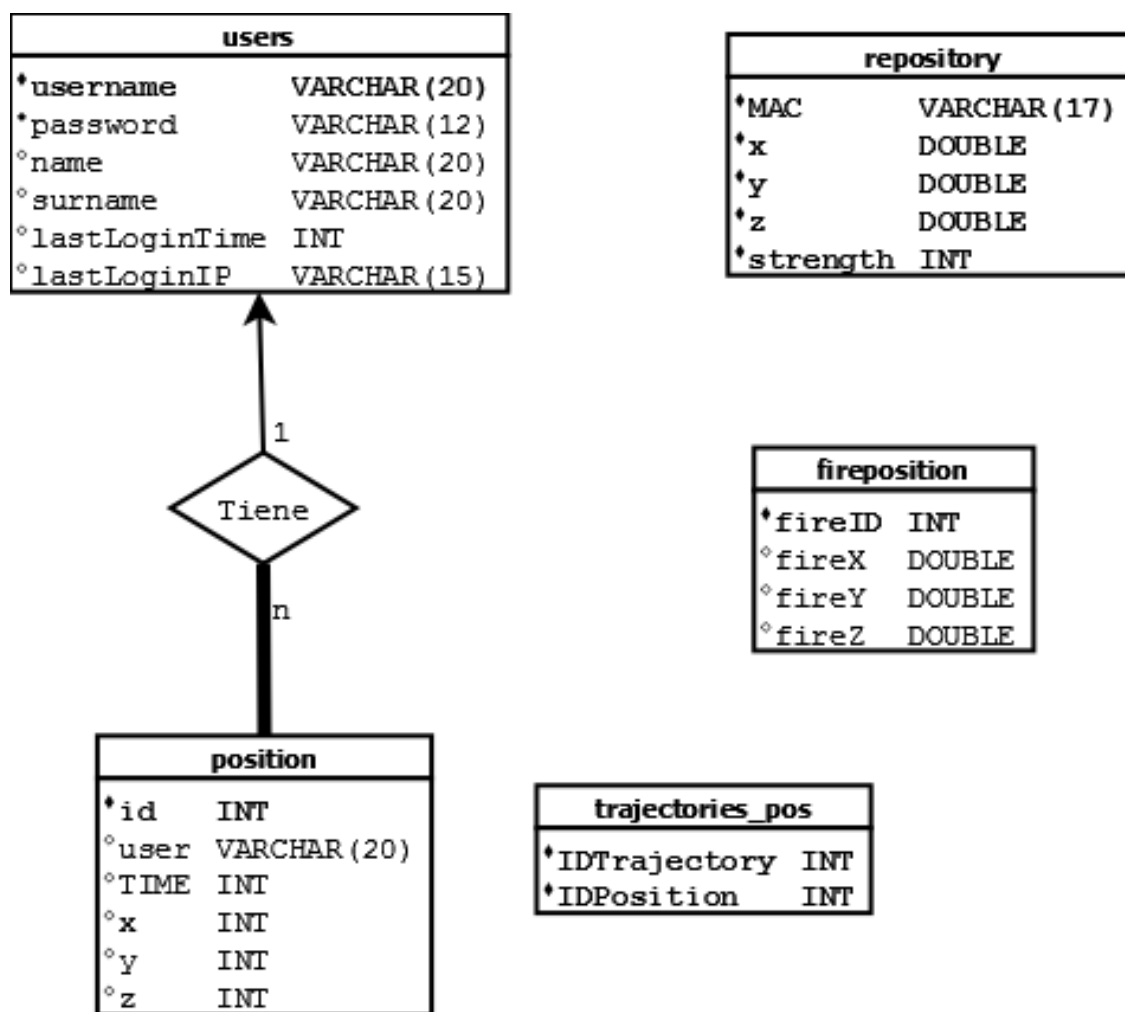 users
username VARCHAR(20)
password VARCHAR(12)
name VARCHAR(20)
surname VARCHAR(20)
lastLoginTime INT
lastLoginIP VARCHAR(15)
repository
MAC VARCHAR(17)
x DOUBLE
y DOUBLE
z DOUBLE
strength INT
1
Tiene
n
fireposition
fireID INT
fireX DOUBLE
fireY DOUBLE
fireZ DOUBLE
position
id INT
user VARCHAR(20)
TIME INT
x INT
y INT
z INT
trajectories_pos
IDTrajectory INT
IDPosition INT